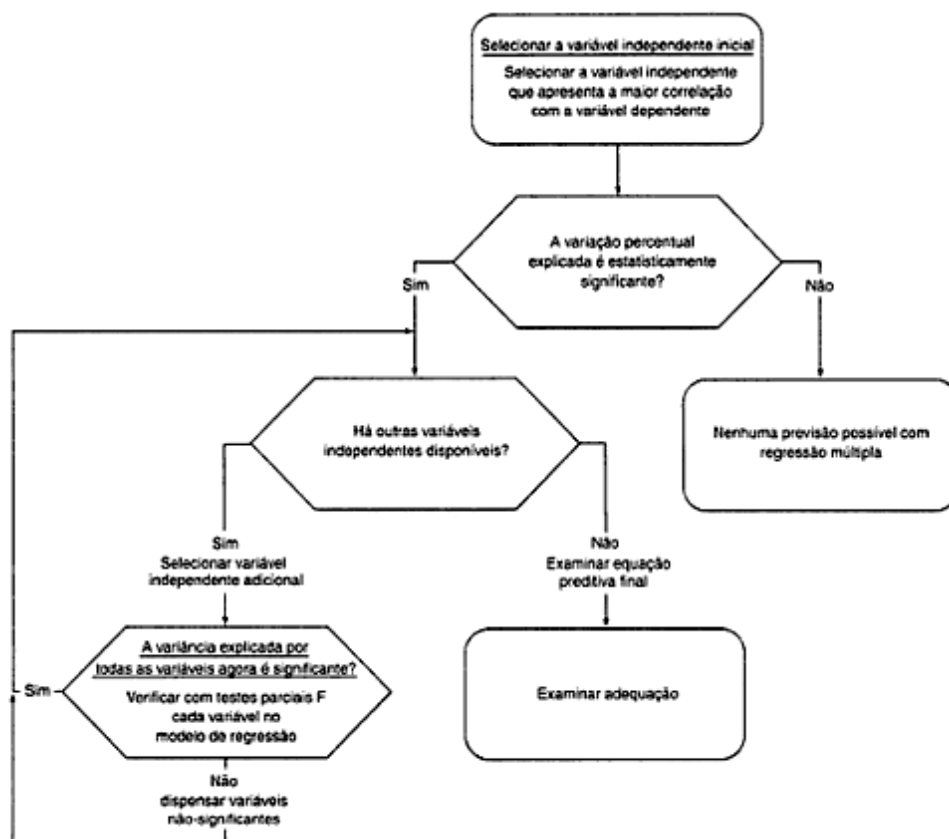 Selecionar a variável independente inicial
Selecionar a variável independente
que apresenta a maior correlação
com a variável dependente
A variação percentual
explicada é estatisticamente
significante?
Sim
Não
Há outras variáveis
independentes disponíveis?
Nenhuma previsão possível com
regressão múltipla
Sim
Selecionar variável
independente adicional
Não
Examinar equação
preditiva final
A variância explicada por
todas as variáveis agora é significante?
Verificar com testes parciais F
cada variável no
modelo de regressão
Sim
Examinar adequação
Não
dispensar variáveis
não-significantes